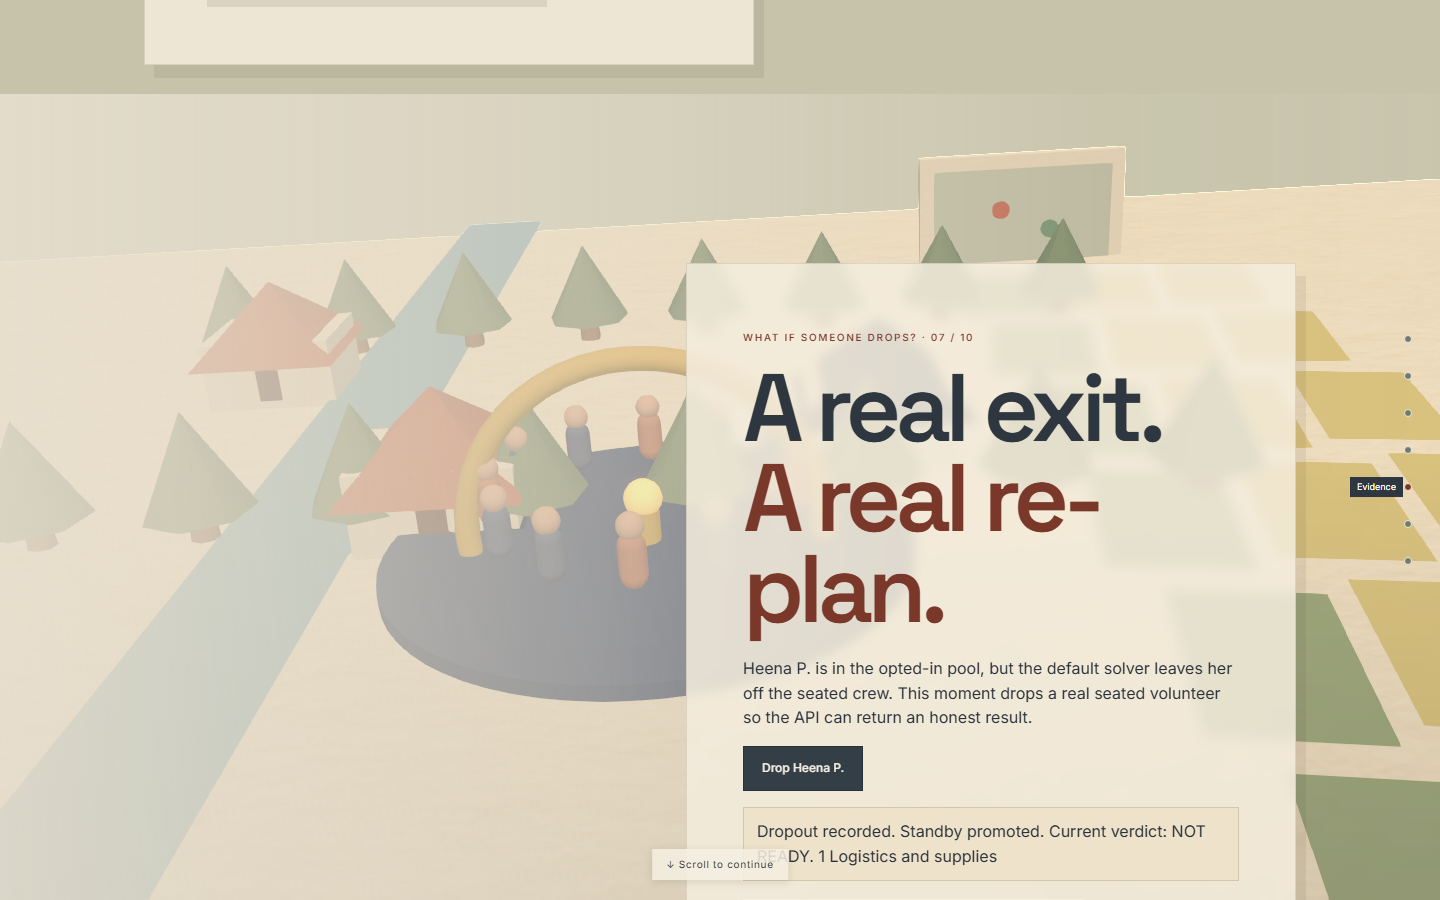 WHAT IF SOMEONE DROPS? · 07 / 10
A real exit.
A real re-
plan.
Heena P. is in the opted-in pool, but the default solver leaves her
off the seated crew. This moment drops a real seated volunteer
so the API can return an honest result.
Drop Heena P.
Dropout recorded. Standby promoted. Current verdict: NOT
READY. 1 Logistics and supplies
↓ Scroll to continue
Evidence